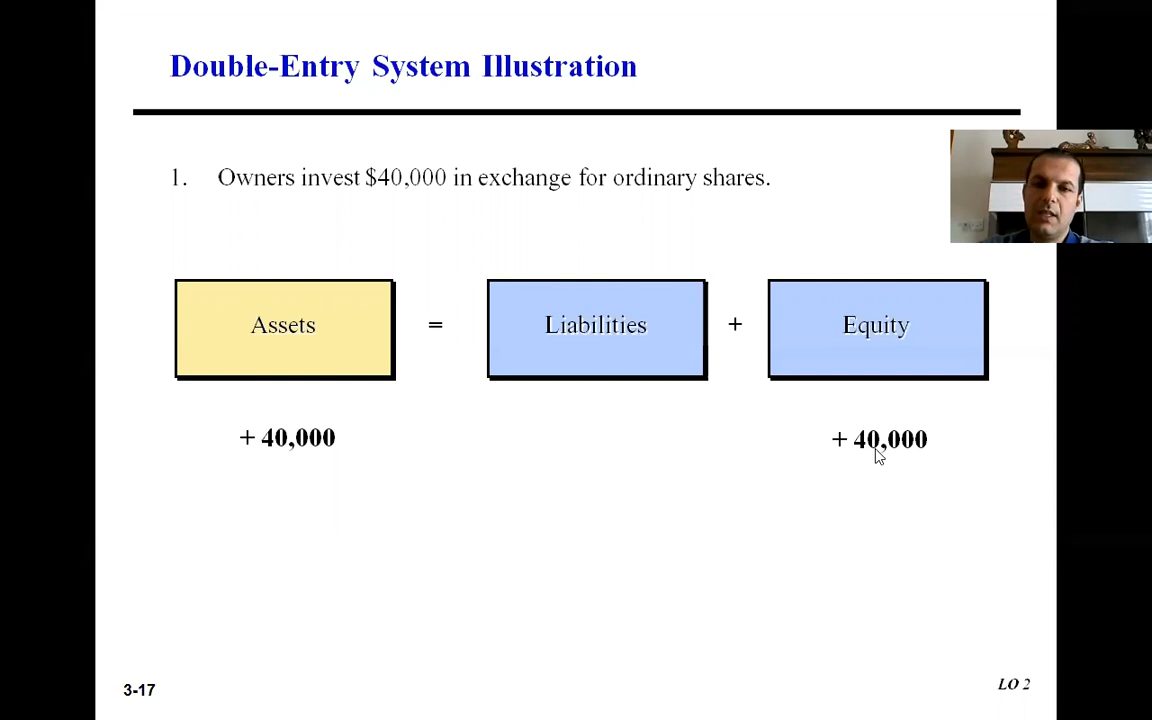 Double-Entry System Illustration
1. Owners invest $40,000 in exchange for ordinary shares.
Assets = Liabilities + Equity
+ 40,000 + 40,000
3-17 LO 2